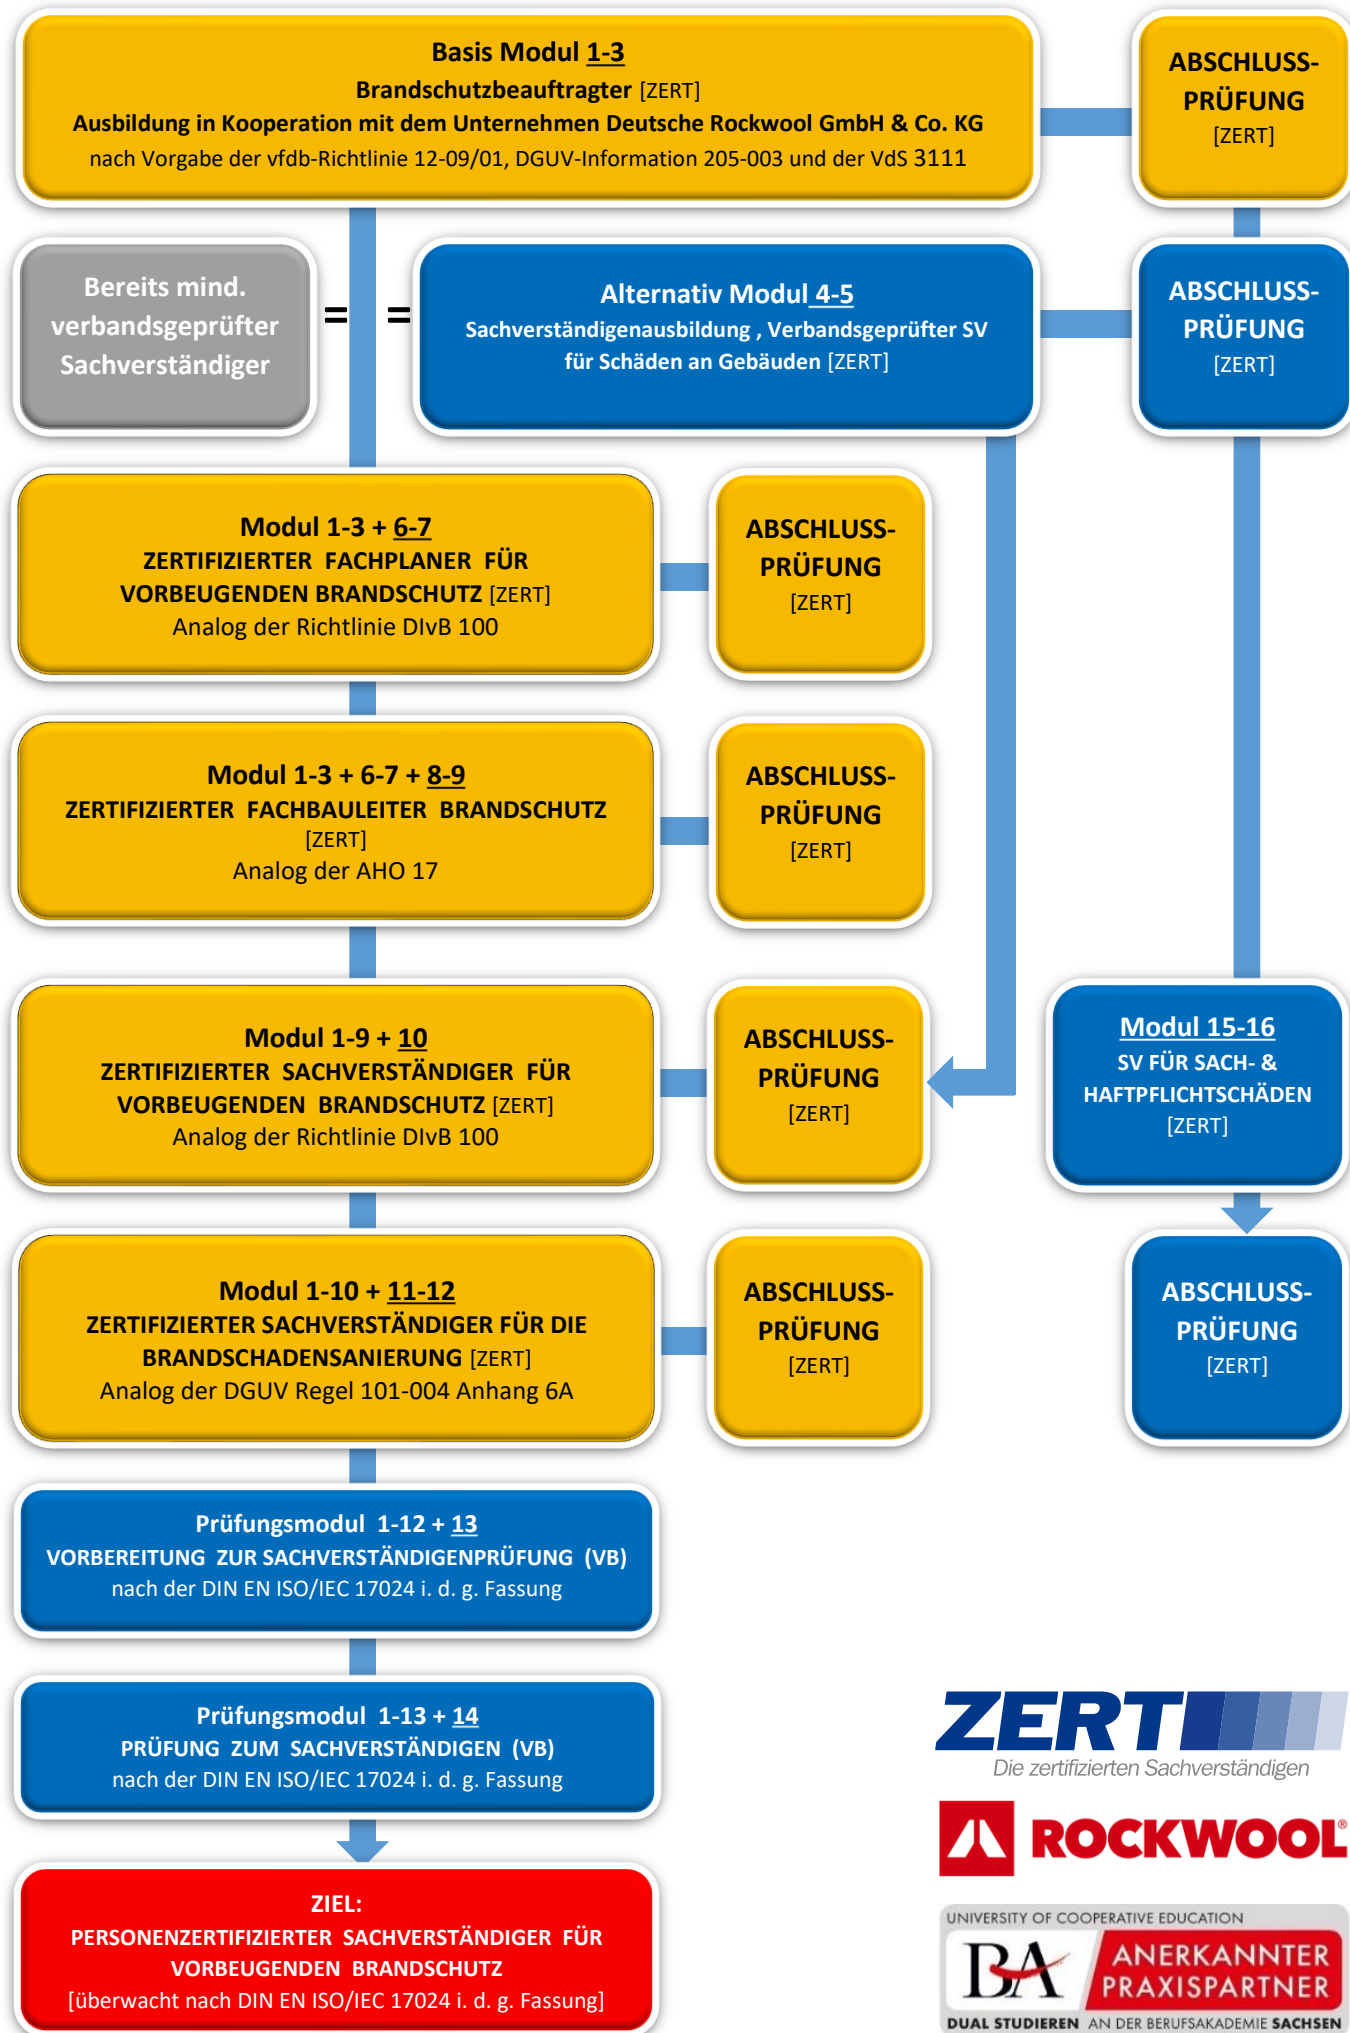 Basis Modul 1-3
Brandschutzbeauftragter [ZERT]
Ausbildung in Kooperation mit dem Unternehmen Deutsche Rockwool GmbH & Co. KG
nach Vorgabe der vfdb-Richtlinie 12-09/01, DGUV-Information 205-003 und der VdS 3111
ABSCHLUSS-
PRÜFUNG
[ZERT]
Bereits mind.
verbandsgeprüfter
Sachverständiger
= =
Alternativ Modul 4-5
Sachverständigenausbildung , Verbandsgeprüfter SV
für Schäden an Gebäuden [ZERT]
ABSCHLUSS-
PRÜFUNG
[ZERT]
Modul 1-3 + 6-7
ZERTIFIZIERTER FACHPLANER FÜR
VORBEUGENDEN BRANDSCHUTZ [ZERT]
Analog der Richtlinie DIvB 100
ABSCHLUSS-
PRÜFUNG
[ZERT]
Modul 1-3 + 6-7 + 8-9
ZERTIFIZIERTER FACHBAULEITER BRANDSCHUTZ
[ZERT]
Analog der AHO 17
ABSCHLUSS-
PRÜFUNG
[ZERT]
Modul 1-9 + 10
ZERTIFIZIERTER SACHVERSTÄNDIGER FÜR
VORBEUGENDEN BRANDSCHUTZ [ZERT]
Analog der Richtlinie DIvB 100
ABSCHLUSS-
PRÜFUNG
[ZERT]
Modul 15-16
SV FÜR SACH- &
HAFTPFLICHTSCHÄDEN
[ZERT]
Modul 1-10 + 11-12
ZERTIFIZIERTER SACHVERSTÄNDIGER FÜR DIE
BRANDSCHADENSANIERUNG [ZERT]
Analog der DGUV Regel 101-004 Anhang 6A
ABSCHLUSS-
PRÜFUNG
[ZERT]
ABSCHLUSS-
PRÜFUNG
[ZERT]
Prüfungsmodul 1-12 + 13
VORBEREITUNG ZUR SACHVERSTÄNDIGENPRÜFUNG (VB)
nach der DIN EN ISO/IEC 17024 i. d. g. Fassung
Prüfungsmodul 1-13 + 14
PRÜFUNG ZUM SACHVERSTÄNDIGEN (VB)
nach der DIN EN ISO/IEC 17024 i. d. g. Fassung
ZIEL:
PERSONENZERTIFIZIERTER SACHVERSTÄNDIGER FÜR
VORBEUGENDEN BRANDSCHUTZ
[überwacht nach DIN EN ISO/IEC 17024 i. d. g. Fassung]
ZERT
Die zertifizierten Sachverständigen
ROCKWOOL®
UNIVERSITY OF COOPERATIVE EDUCATION
BA
ANERKANNTER
PRAXISPARTNER
DUAL STUDIEREN AN DER BERUFSAKADEMIE SACHSEN